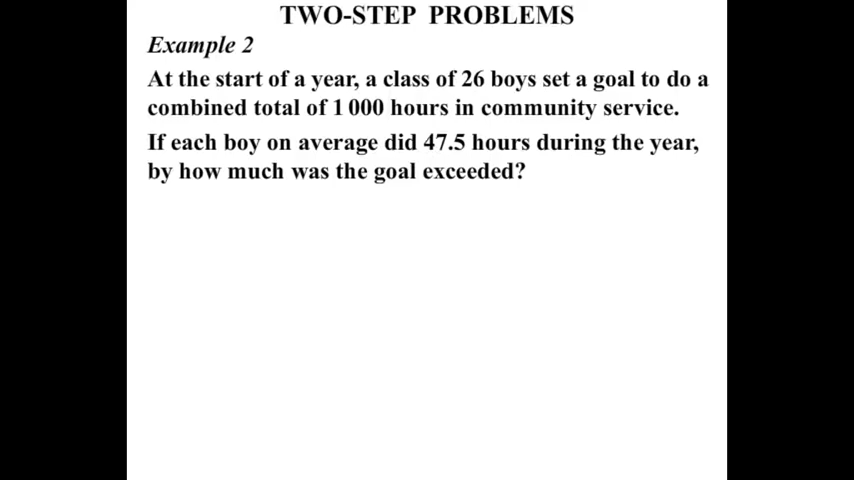 TWO-STEP PROBLEMS
Example 2
At the start of a year, a class of 26 boys set a goal to do a
combined total of 1 000 hours in community service.
If each boy on average did 47.5 hours during the year,
by how much was the goal exceeded?